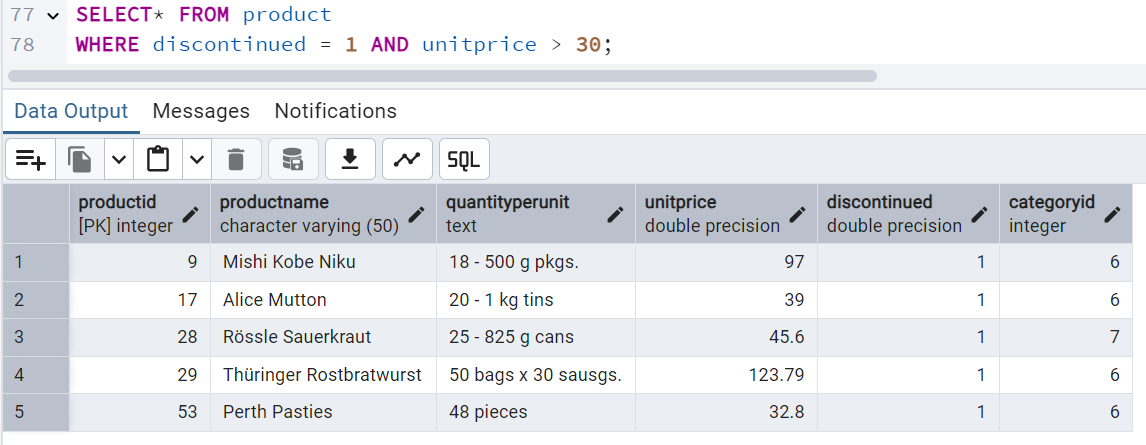 77 SELECT* FROM product
78 WHERE discontinued = 1 AND unitprice > 30;
Data Output Messages Notifications
SQL
productid productname quantityperunit unitprice discontinued categoryid
[PK] integer character varying (50) text double precision double precision integer
1 9 Mishi Kobe Niku 18 - 500 g pkgs. 97 1 6
2 17 Alice Mutton 20 - 1 kg tins 39 1 6
3 28 Rössle Sauerkraut 25 - 825 g cans 45.6 1 7
4 29 Thüringer Rostbratwurst 50 bags x 30 sausgs. 123.79 1 6
5 53 Perth Pasties 48 pieces 32.8 1 6